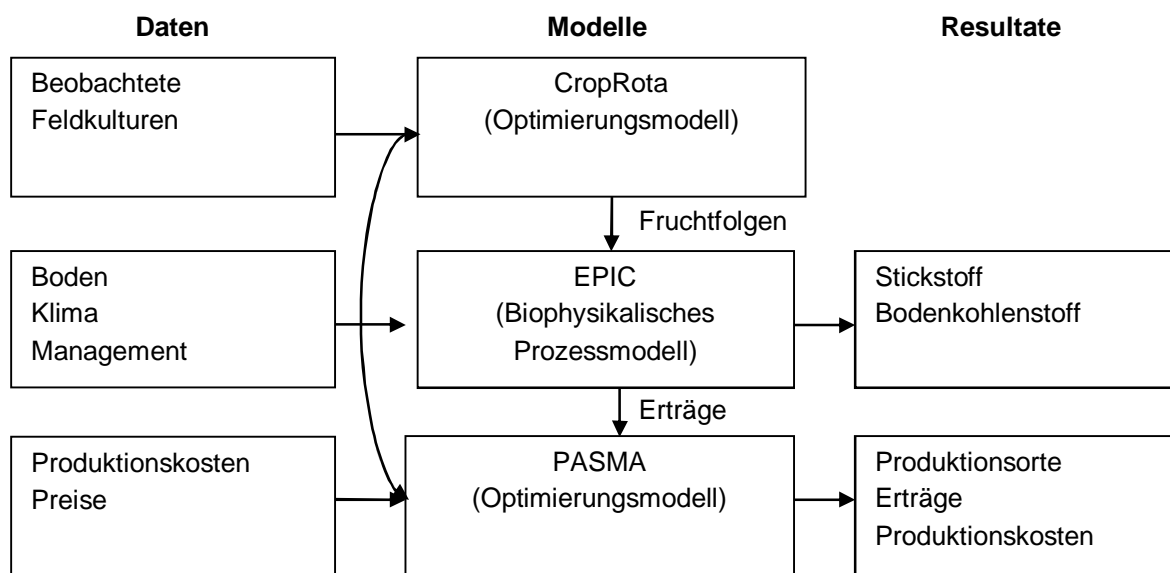 Daten
Modelle
Resultate
Beobachtete
Feldkulturen
CropRota
(Optimierungsmodell)
Fruchtfolgen
Boden
Klima
Management
EPIC
(Biophysikalisches
Prozessmodell)
Stickstoff
Bodenkohlenstoff
Erträge
Produktionskosten
Preise
PASMA
(Optimierungsmodell)
Produktionsorte
Erträge
Produktionskosten